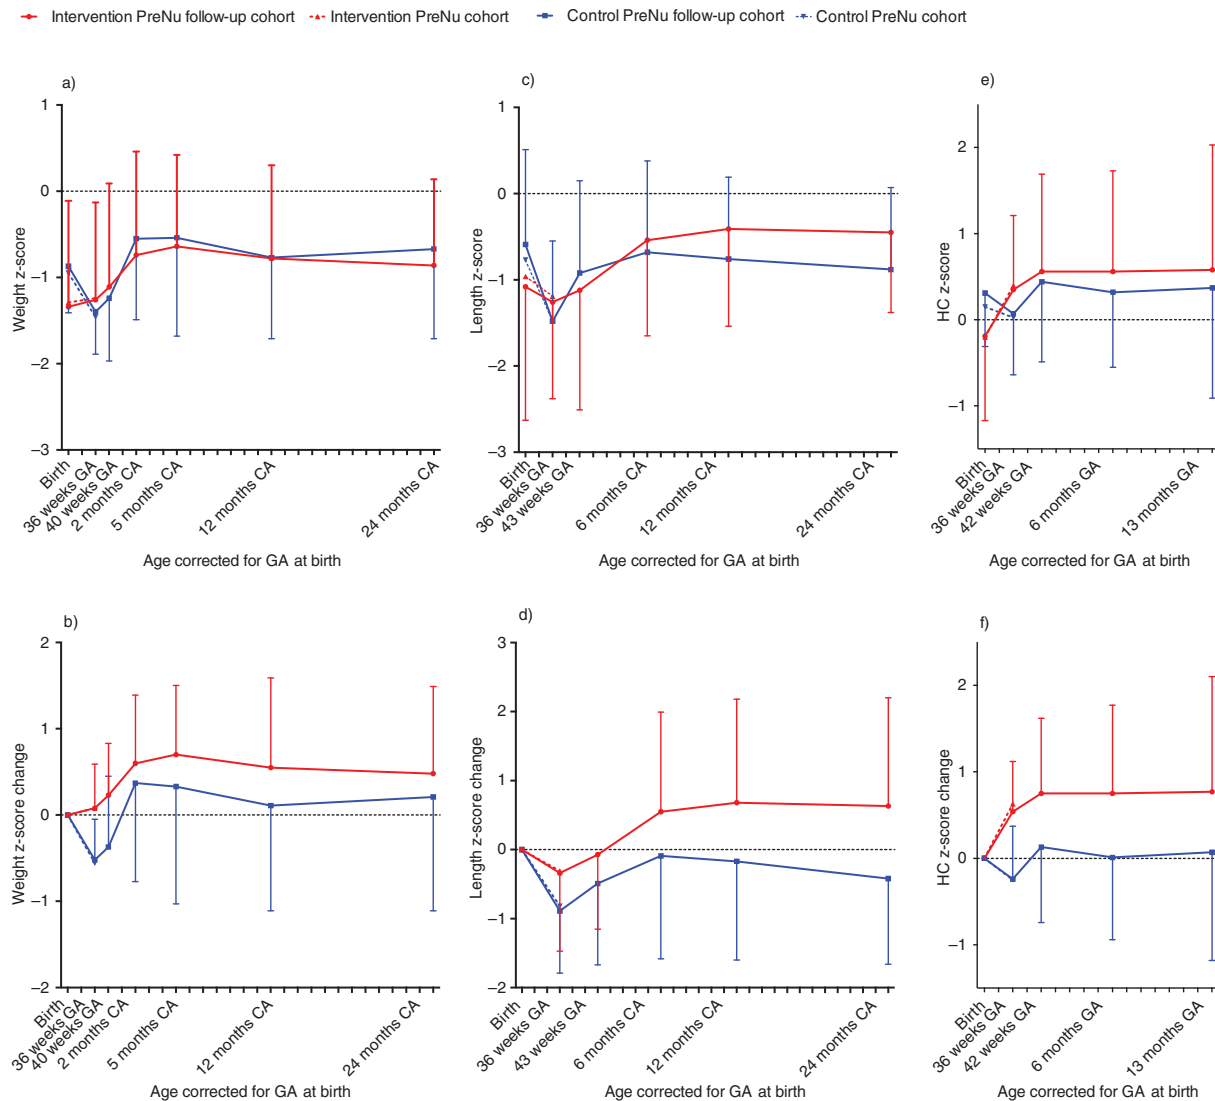 Intervention PreNu follow-up cohort Intervention PreNu cohort Control PreNu follow-up cohort Control PreNu cohort
a)
Weight z-score
1
0
–1
–2
–3
Birth
36 weeks GA
40 weeks GA
2 months CA
5 months CA
12 months CA
24 months CA
Age corrected for GA at birth
c)
Length z-score
1
0
–1
–2
–3
Birth
36 weeks GA
43 weeks GA
6 months CA
12 months CA
24 months CA
Age corrected for GA at birth
e)
HC z-score
2
1
0
–1
Birth
36 weeks GA
42 weeks GA
6 months GA
13 months GA
Age corrected for GA at birth
b)
Weight z-score change
2
1
0
–1
–2
Birth
36 weeks GA
40 weeks GA
2 months CA
5 months CA
12 months CA
24 months CA
Age corrected for GA at birth
d)
Length z-score change
3
2
1
0
–1
–2
Birth
36 weeks GA
43 weeks GA
6 months CA
12 months CA
24 months CA
Age corrected for GA at birth
f)
HC z-score change
2
1
0
–1
Birth
36 weeks GA
42 weeks GA
6 months GA
13 months GA
Age corrected for GA at birth